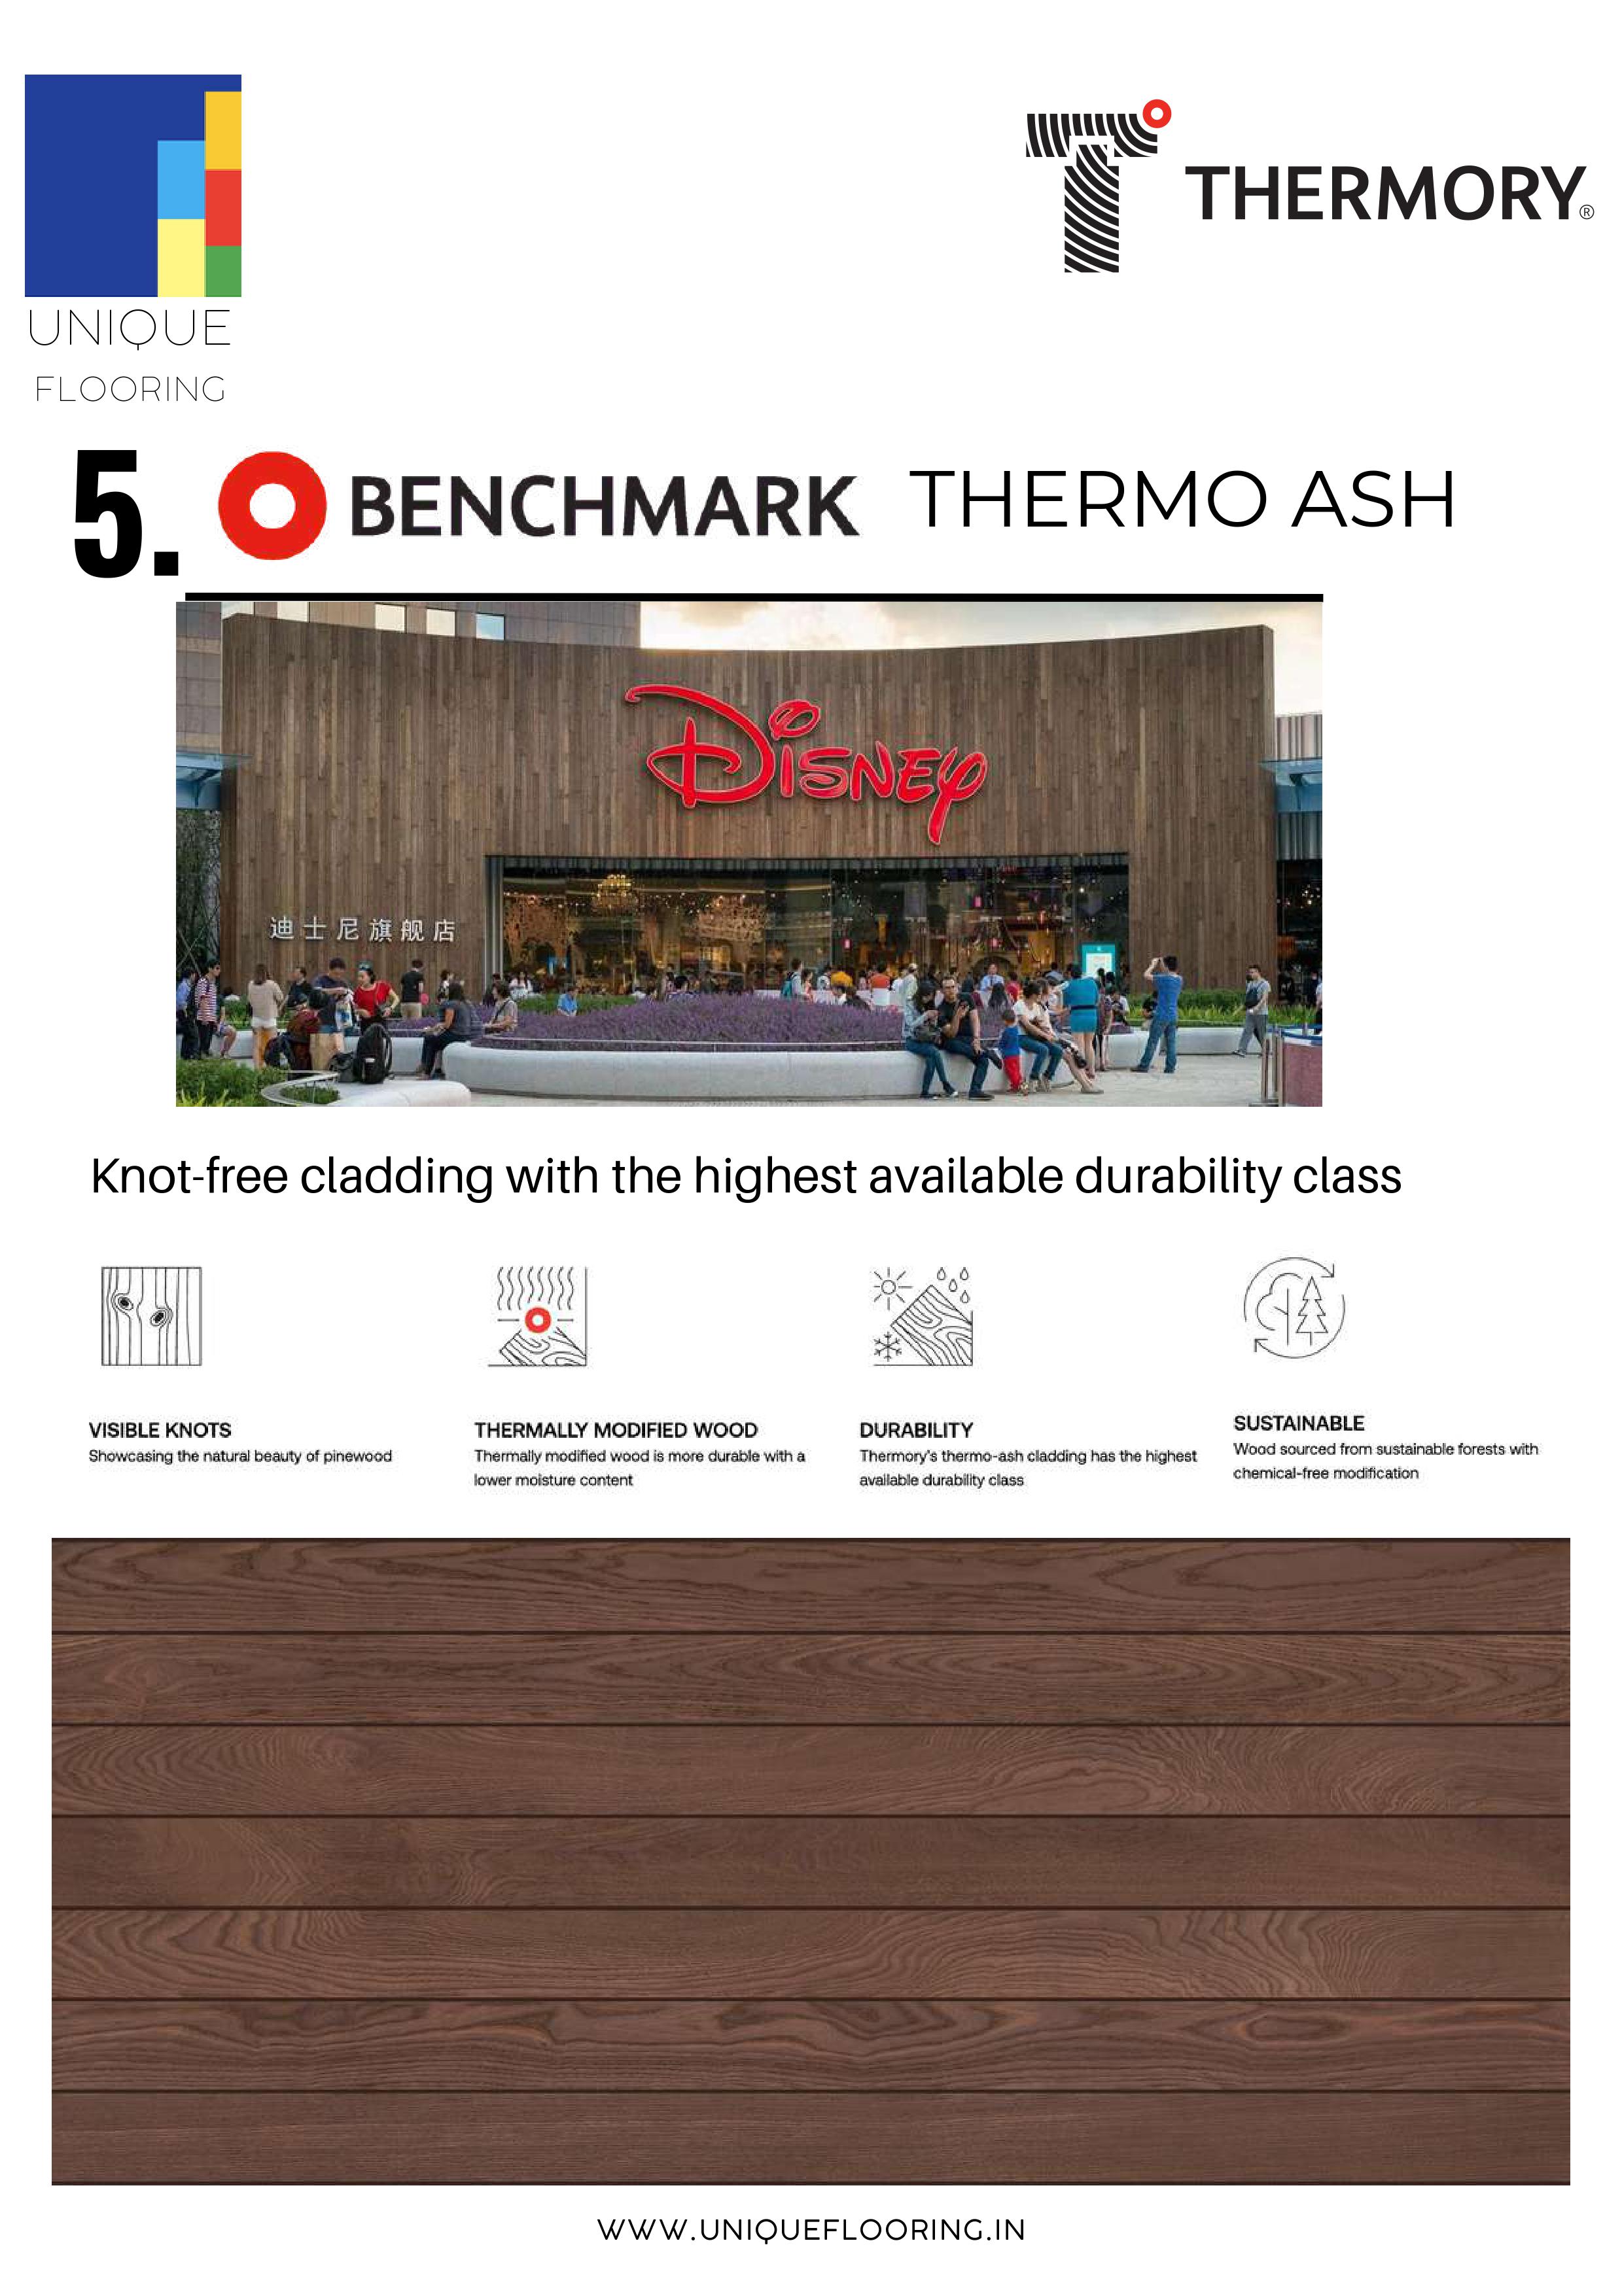 UNIQUE
FLOORING
THERMORY®
5. BENCHMARK THERMO ASH
DISNEY
迪士尼旗舰店
Knot-free cladding with the highest available durability class
VISIBLE KNOTS
Showcasing the natural beauty of pinewood
THERMALLY MODIFIED WOOD
Thermally modified wood is more durable with a
lower moisture content
DURABILITY
Thermory's thermo-ash cladding has the highest
available durability class
SUSTAINABLE
Wood sourced from sustainable forests with
chemical-free modification
WWW.UNIQUEFLOORING.IN